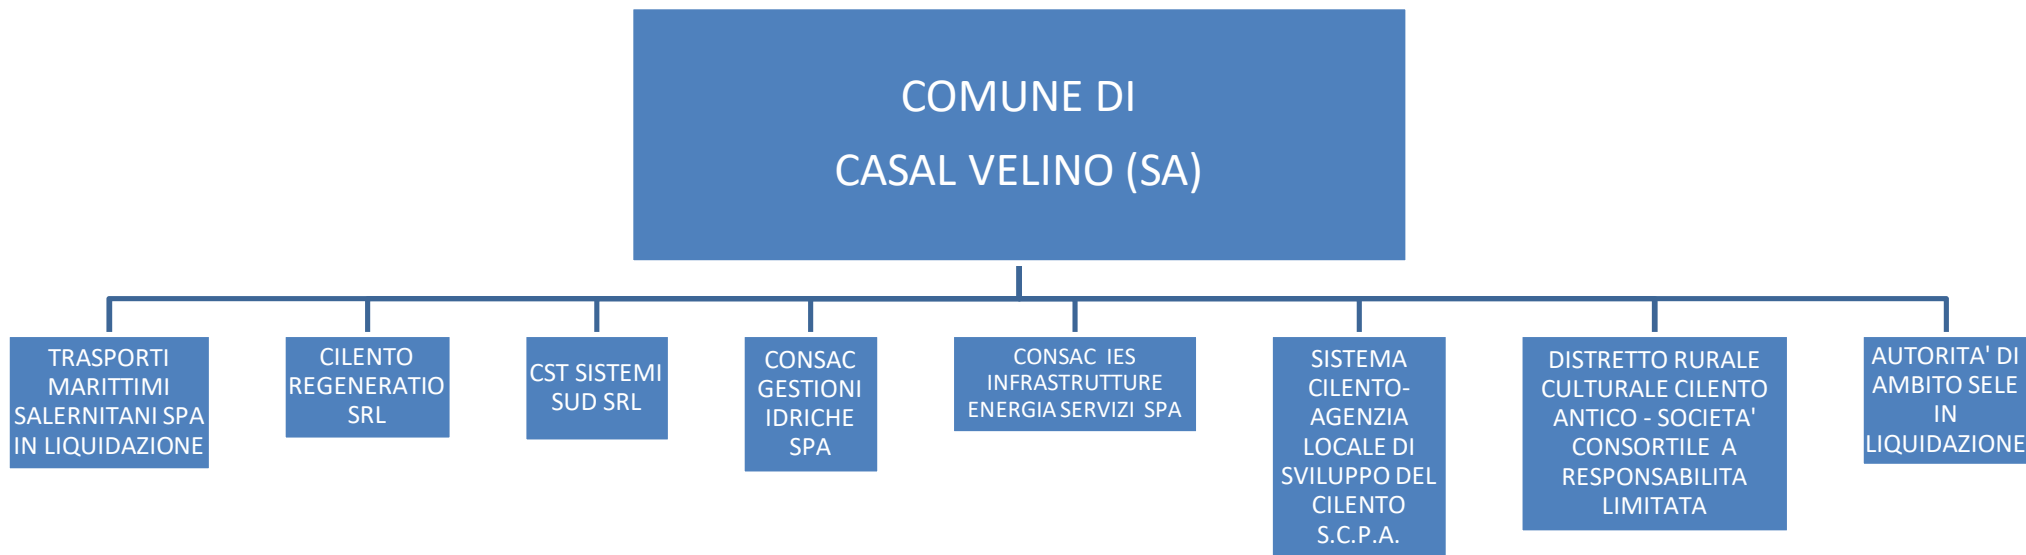 COMUNE DI
CASAL VELINO (SA)
TRASPORTI
MARITTIMI
SALERNITANI SPA
IN LIQUIDAZIONE
CILENTO
REGENERATIO
SRL
CST SISTEMI
SUD SRL
CONSAC
GESTIONI
IDRICHE
SPA
CONSAC IES
INFRASTRUTTURE
ENERGIA SERVIZI SPA
SISTEMA
CILENTO-
AGENZIA
LOCALE DI
SVILUPPO DEL
CILENTO
S.C.P.A.
DISTRETTO RURALE
CULTURALE CILENTO
ANTICO - SOCIETA'
CONSORTILE A
RESPONSABILITA
LIMITATA
AUTORITA' DI
AMBITO SELE
IN
LIQUIDAZIONE